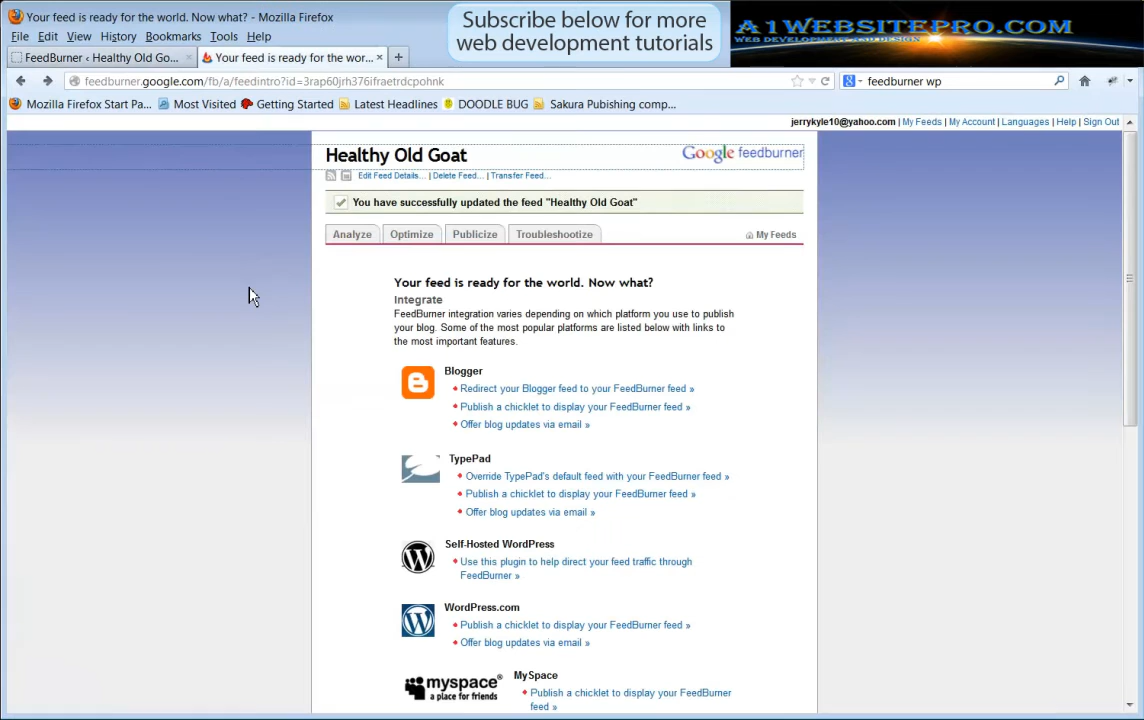 Your feed is ready for the world. Now what? - Mozilla Firefox
Subscribe below for more
web development tutorials
A1WEBSITEPRO.COM
WEB DEVELOPMENT AND DESIGN
File Edit View History Bookmarks Tools Help
FeedBurner ‹ Healthy Old Go... × Your feed is ready for the worl... × +
feedburner.google.com/fb/a/feedintro?id=3rap60jrh376ifraetrdcpohnk
feedburner wp
Mozilla Firefox Start Pa... Most Visited Getting Started Latest Headlines DOODLE BUG Sakura Pubishing comp...
jerrykyle10@yahoo.com | My Feeds | My Account | Languages | Help | Sign Out
Healthy Old Goat
Google feedburner
Edit Feed Details... | Delete Feed... | Transfer Feed...
You have successfully updated the feed "Healthy Old Goat"
Analyze Optimize Publicize Troubleshootize My Feeds
Your feed is ready for the world. Now what?
Integrate
FeedBurner integration varies depending on which platform you use to publish
your blog. Some of the most popular platforms are listed below with links to
the most important features.
Blogger
Redirect your Blogger feed to your FeedBurner feed »
Publish a chicklet to display your FeedBurner feed »
Offer blog updates via email »
TypePad
Override TypePad's default feed with your FeedBurner feed »
Publish a chicklet to display your FeedBurner feed »
Offer blog updates via email »
Self-Hosted WordPress
Use this plugin to help direct your feed traffic through
FeedBurner »
WordPress.com
Publish a chicklet to display your FeedBurner feed »
Offer blog updates via email »
myspace
a place for friends
MySpace
Publish a chicklet to display your FeedBurner
feed »